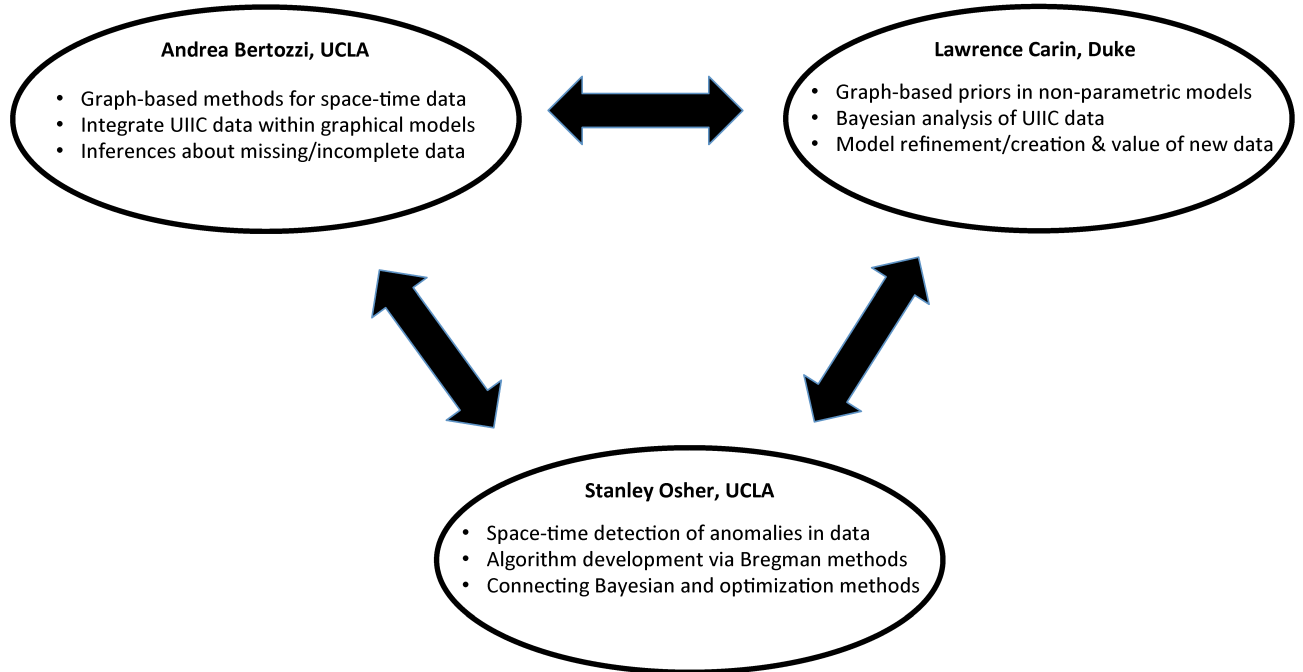 Andrea Bertozzi, UCLA
• Graph-based methods for space-time data
• Integrate UIIC data within graphical models
• Inferences about missing/incomplete data
Lawrence Carin, Duke
• Graph-based priors in non-parametric models
• Bayesian analysis of UIIC data
• Model refinement/creation & value of new data
Stanley Osher, UCLA
• Space-time detection of anomalies in data
• Algorithm development via Bregman methods
• Connecting Bayesian and optimization methods